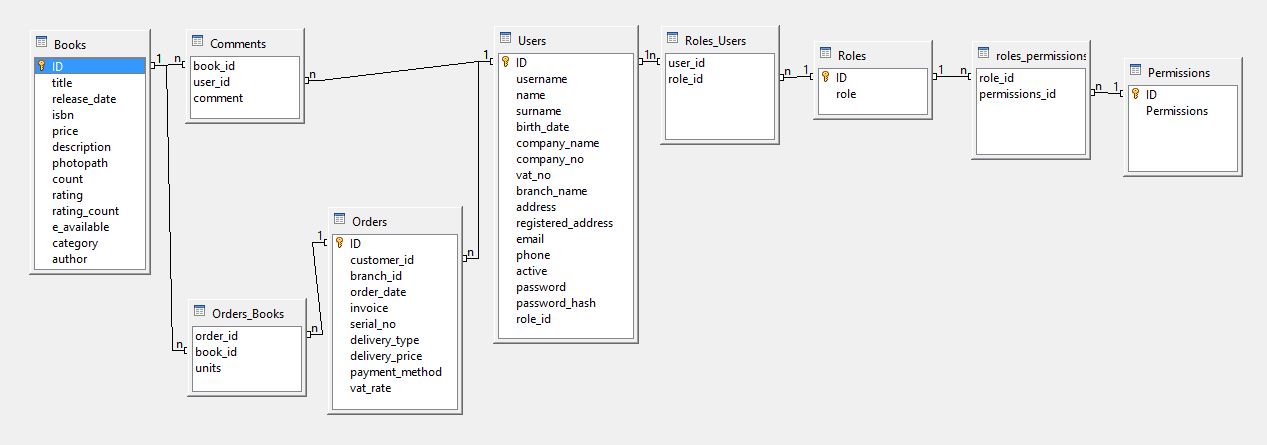 Books
ID
title
release_date
isbn
price
description
photopath
count
rating
rating_count
e_available
category
author
1
n
n
Comments
book_id
user_id
comment
n
Orders_Books
order_id
book_id
units
n
1
Orders
ID
customer_id
branch_id
order_date
invoice
serial_no
delivery_type
delivery_price
payment_method
vat_rate
n
1
Users
ID
username
name
surname
birth_date
company_name
company_no
vat_no
branch_name
address
registered_address
email
phone
active
password
password_hash
role_id
1n
Roles_Users
user_id
role_id
n
1
Roles
ID
role
1
n
roles_permissions
role_id
permissions_id
n
1
Permissions
ID
Permissions